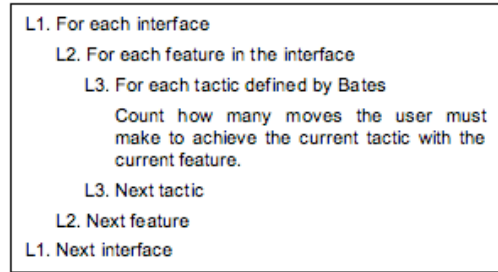 L1. For each interface
L2. For each feature in the interface
L3. For each tactic defined by Bates
Count how many moves the user must
make to achieve the current tactic with the
current feature.
L3. Next tactic
L2. Next feature
L1. Next interface